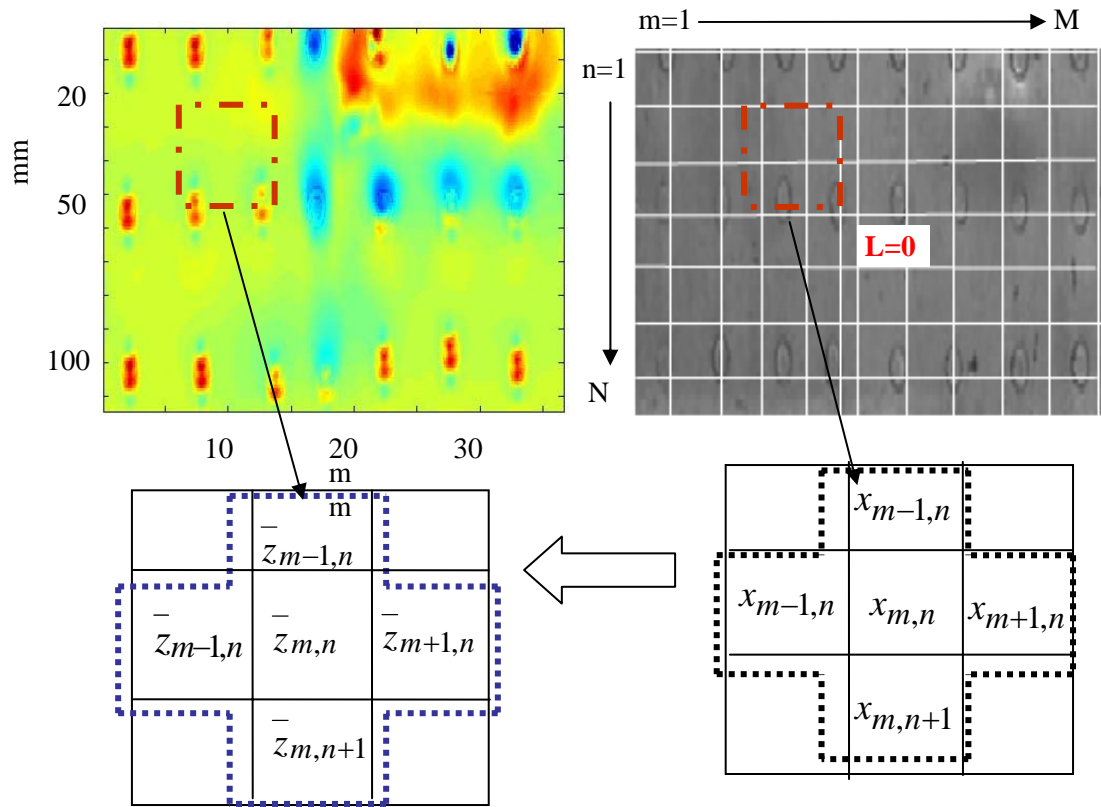 m=1
M
n=1
N
L=0
20
50
100
mm
10
20
30
m
m
z̄m−1,n
z̄m−1,n
z̄m,n
z̄m+1,n
z̄m,n+1
xm−1,n
xm−1,n
xm,n
xm+1,n
xm,n+1